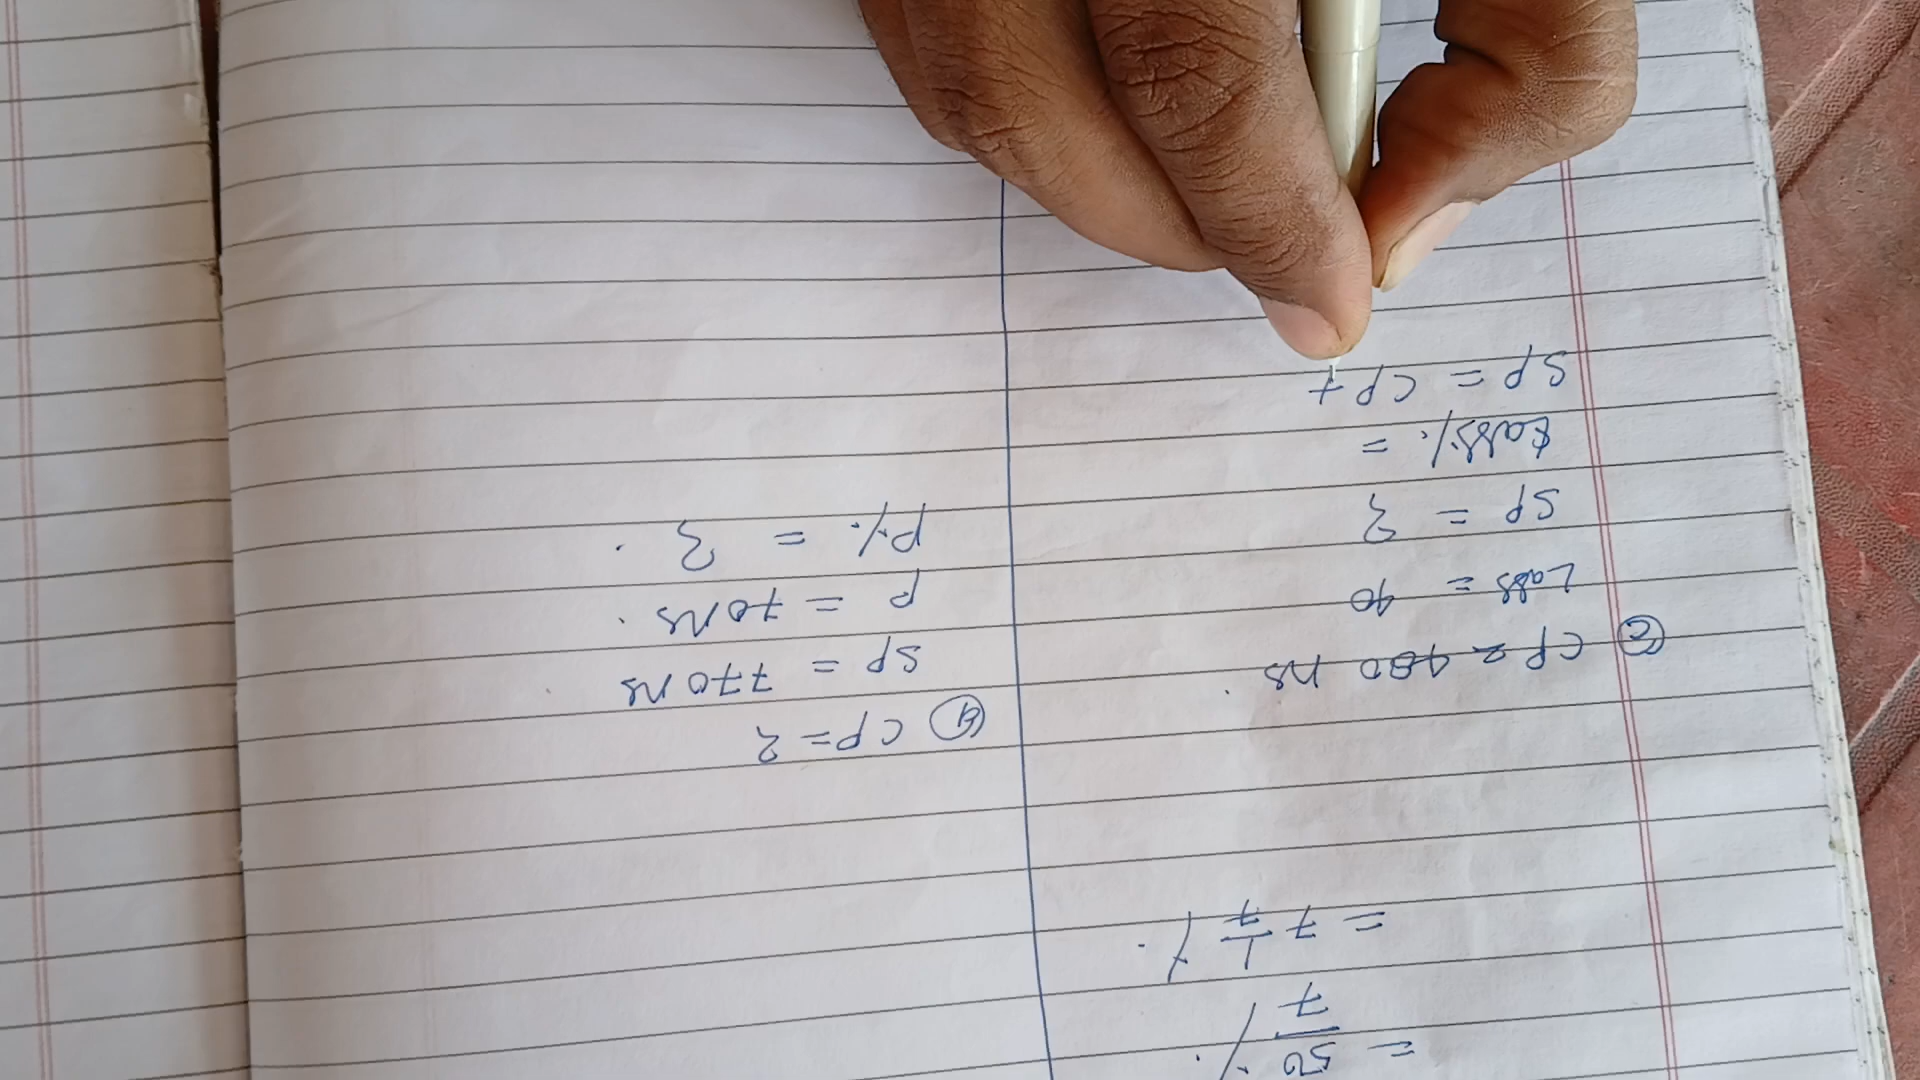 = 50/7 %.
= 7 1/7 %.
② CP = 400 Rs.
Loss = 40
SP = ?
Loss% =
SP = CP +
④ CP = ?
SP = 770 Rs
P = 70 Rs.
P% = ?.